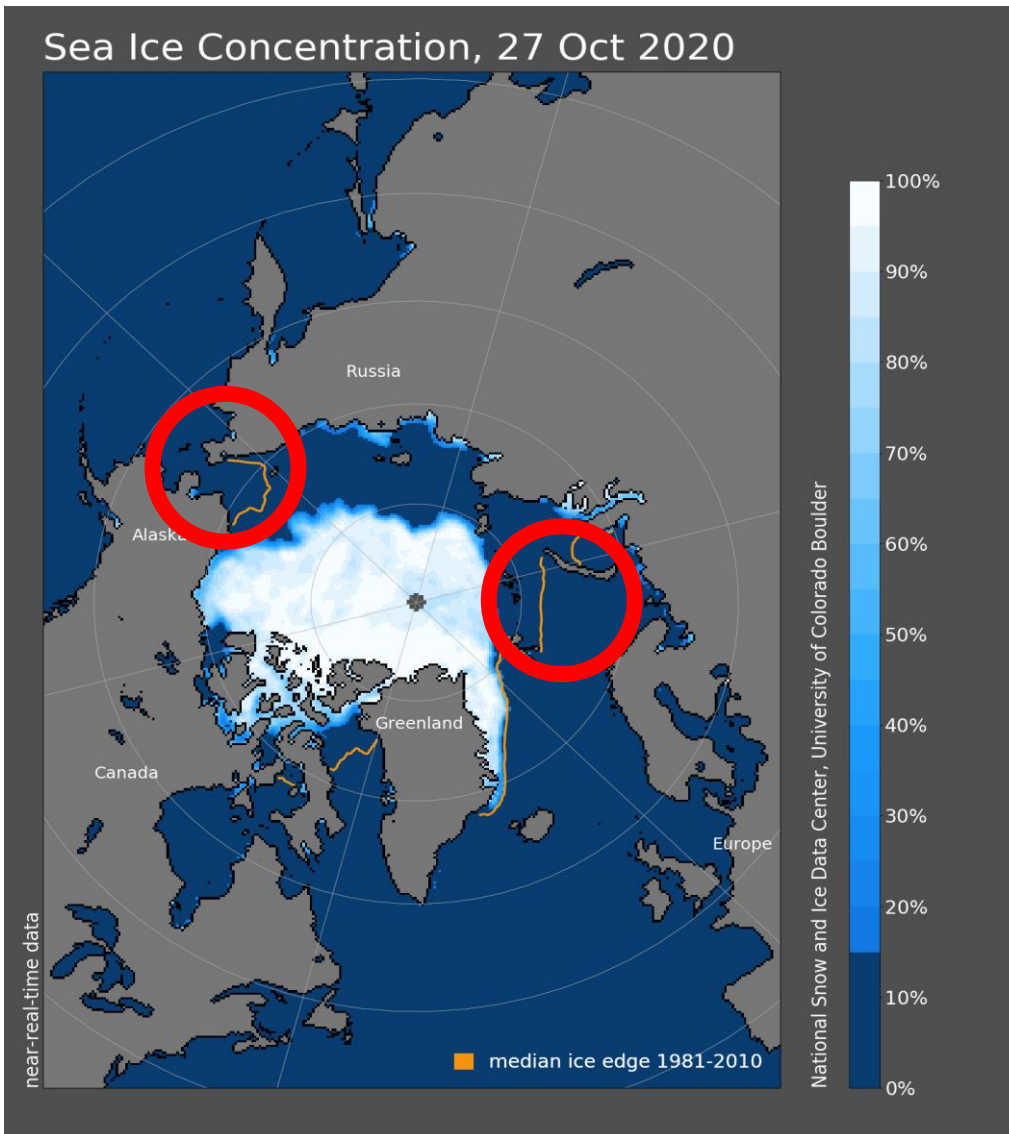 Sea Ice Concentration, 27 Oct 2020
100%
90%
80%
70%
60%
50%
40%
30%
20%
10%
0%
Russia
Alaska
Greenland
Canada
Europe
median ice edge 1981-2010
near-real-time data
National Snow and Ice Data Center, University of Colorado Boulder